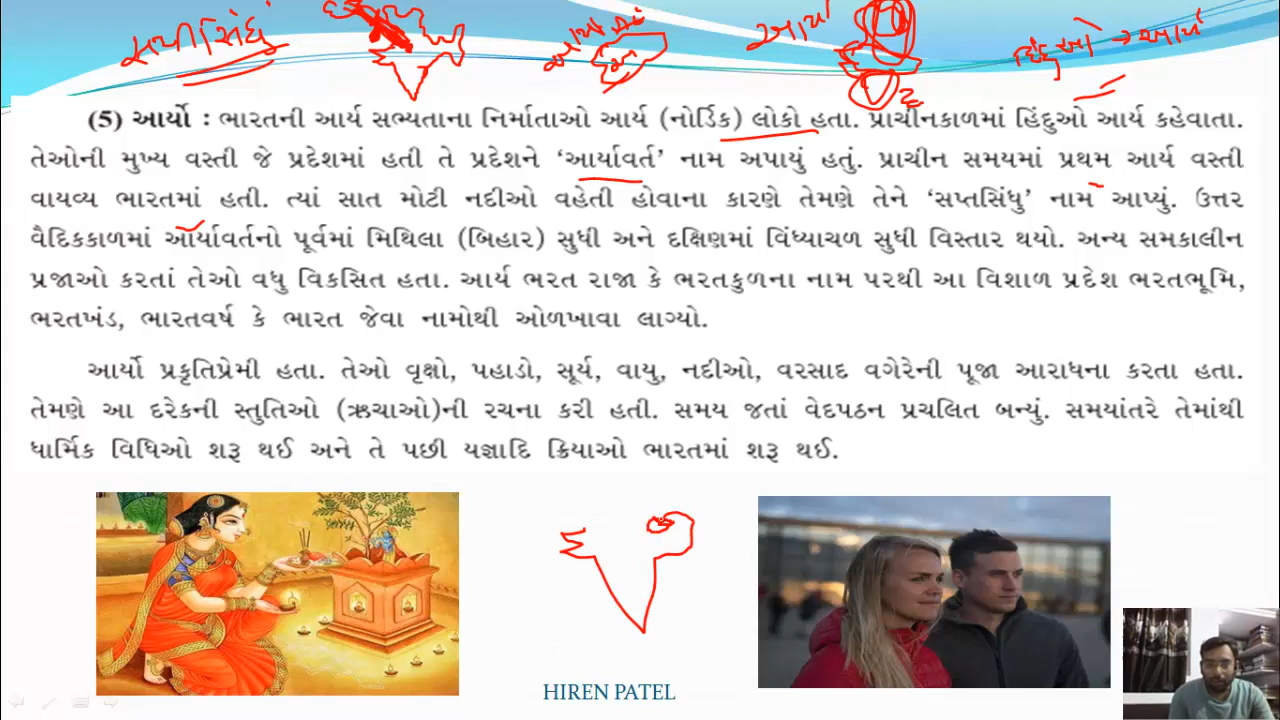 સપ્તસિંધુ
આર્યો
હિંદુઓ → આર્ય
(5) આર્યો : ભારતની આર્ય સભ્યતાના નિર્માતાઓ આર્ય (નોર્ડિક) લોકો હતા. પ્રાચીનકાળમાં હિંદુઓ આર્ય કહેવાતા.
તેઓની મુખ્ય વસ્તી જે પ્રદેશમાં હતી તે પ્રદેશને ‘આર્યાવર્ત’ નામ અપાયું હતું. પ્રાચીન સમયમાં પ્રથમ આર્ય વસ્તી
વાયવ્ય ભારતમાં હતી. ત્યાં સાત મોટી નદીઓ વહેતી હોવાના કારણે તેમણે તેને ‘સપ્તસિંધુ’ નામ આપ્યું. ઉત્તર
વૈદિકકાળમાં આર્યાવર્તનો પૂર્વમાં મિથિલા (બિહાર) સુધી અને દક્ષિણમાં વિંધ્યાચળ સુધી વિસ્તાર થયો. અન્ય સમકાલીન
પ્રજાઓ કરતાં તેઓ વધુ વિકસિત હતા. આર્ય ભરત રાજા કે ભરતકુળના નામ પરથી આ વિશાળ પ્રદેશ ભરતભૂમિ,
ભરતખંડ, ભારતવર્ષ કે ભારત જેવા નામોથી ઓળખાવા લાગ્યો.
આર્યો પ્રકૃતિપ્રેમી હતા. તેઓ વૃક્ષો, પહાડો, સૂર્ય, વાયુ, નદીઓ, વરસાદ વગેરેની પૂજા આરાધના કરતા હતા.
તેમણે આ દરેકની સ્તુતિઓ (ઋચાઓ)ની રચના કરી હતી. સમય જતાં વેદપઠન પ્રચલિત બન્યું. સમયાંતરે તેમાંથી
ધાર્મિક વિધિઓ શરૂ થઈ અને તે પછી યજ્ઞાદિ ક્રિયાઓ ભારતમાં શરૂ થઈ.
HIREN PATEL